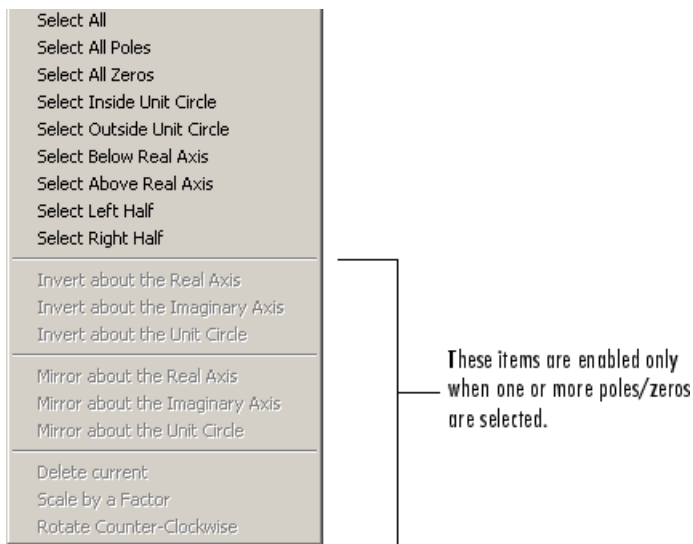 Select All
Select All Poles
Select All Zeros
Select Inside Unit Circle
Select Outside Unit Circle
Select Below Real Axis
Select Above Real Axis
Select Left Half
Select Right Half
Invert about the Real Axis
Invert about the Imaginary Axis
Invert about the Unit Circle
Mirror about the Real Axis
Mirror about the Imaginary Axis
Mirror about the Unit Circle
Delete current
Scale by a Factor
Rotate Counter-Clockwise
These items are enabled only
when one or more poles/zeros
are selected.